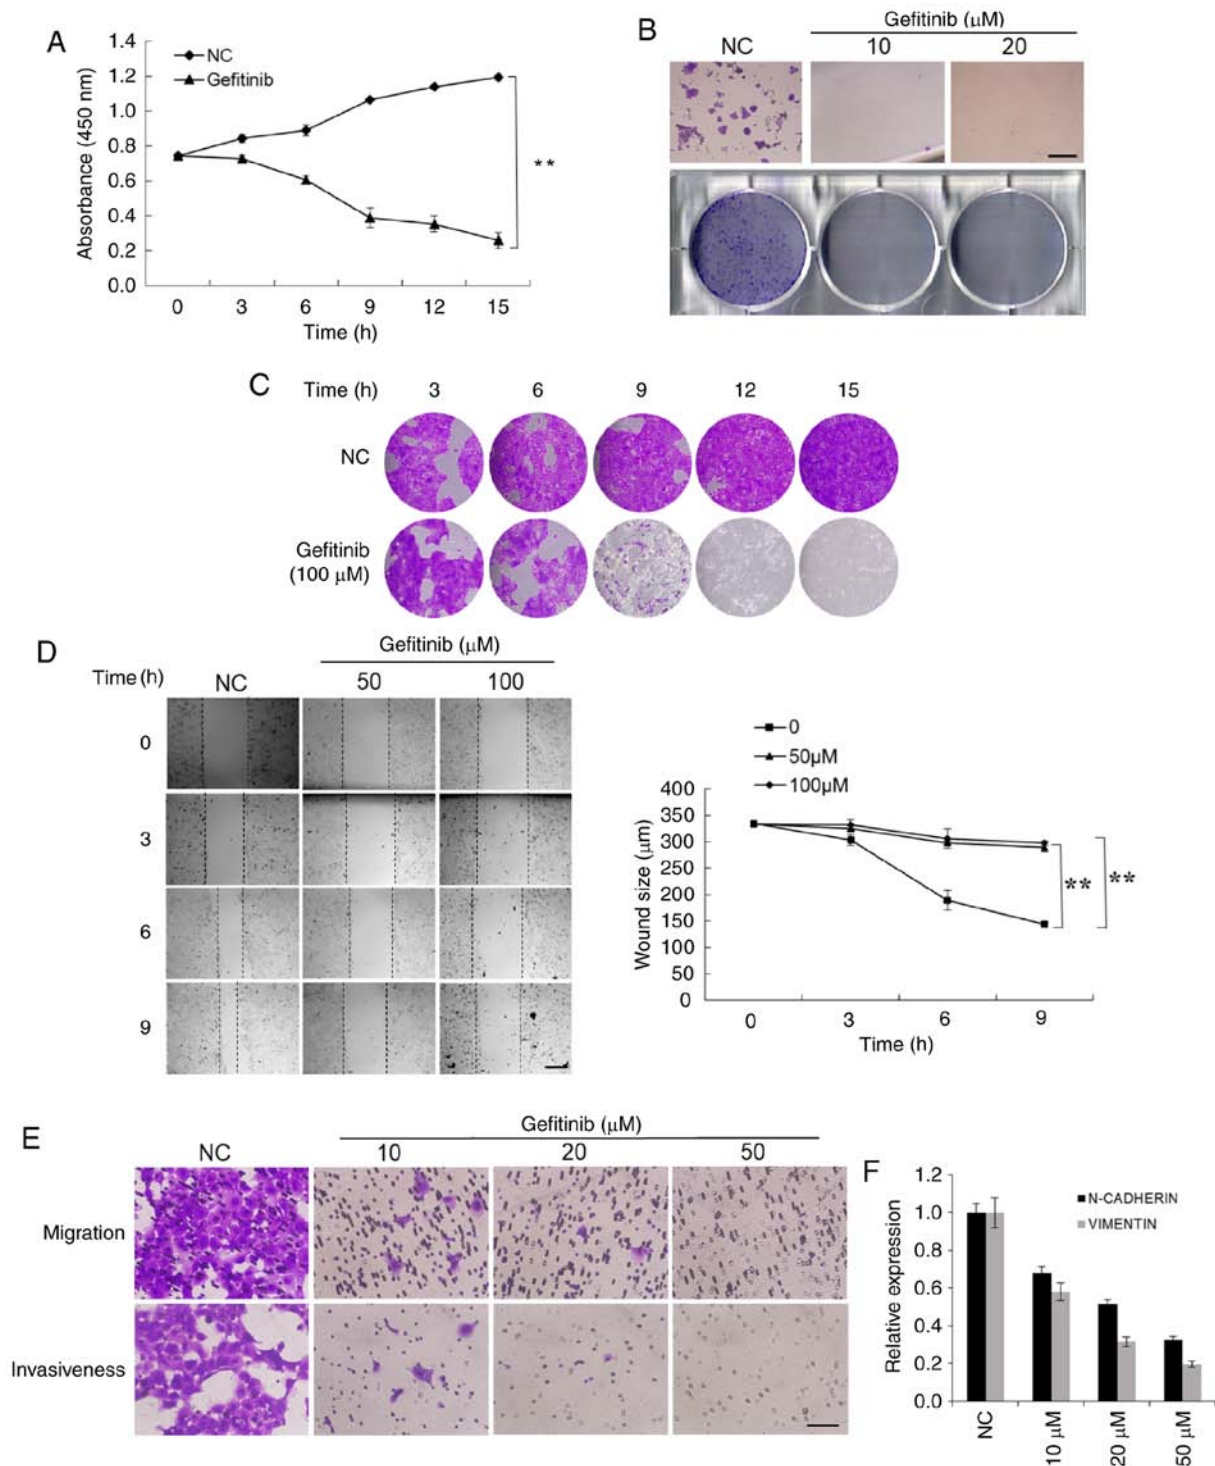 A
1.4
1.2
1.0
0.8
0.6
0.4
0.2
0.0
Absorbance (450 nm)
NC
Gefitinib
**
0 3 6 9 12 15
Time (h)
B
Gefitinib (μM)
NC 10 20
C
Time (h) 3 6 9 12 15
NC
Gefitinib
(100 μM)
D
Gefitinib (μM)
Time (h) NC 50 100
0
3
6
9
0
50μM
100μM
400
350
300
250
200
150
100
50
0
Wound size (μm)
** **
0 3 6 9
Time (h)
E
Gefitinib (μM)
NC 10 20 50
Migration
Invasiveness
F
1.2
1.0
0.8
0.6
0.4
0.2
0.0
Relative expression
N-CADHERIN
VIMENTIN
NC
10 μM
20 μM
50 μM